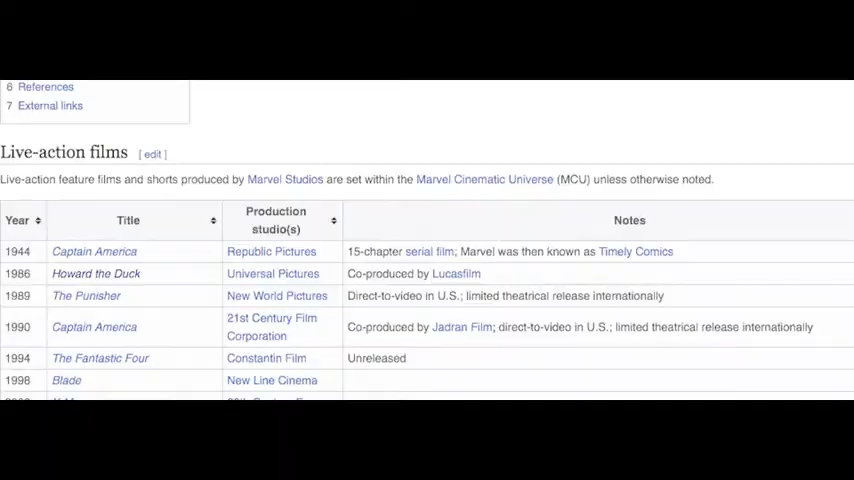 6 References
7 External links
Live-action films [ edit ]
Live-action feature films and shorts produced by Marvel Studios are set within the Marvel Cinematic Universe (MCU) unless otherwise noted.
Year Title Production studio(s) Notes
1944 Captain America Republic Pictures 15-chapter serial film; Marvel was then known as Timely Comics
1986 Howard the Duck Universal Pictures Co-produced by Lucasfilm
1989 The Punisher New World Pictures Direct-to-video in U.S.; limited theatrical release internationally
1990 Captain America 21st Century Film Corporation Co-produced by Jadran Film; direct-to-video in U.S.; limited theatrical release internationally
1994 The Fantastic Four Constantin Film Unreleased
1998 Blade New Line Cinema